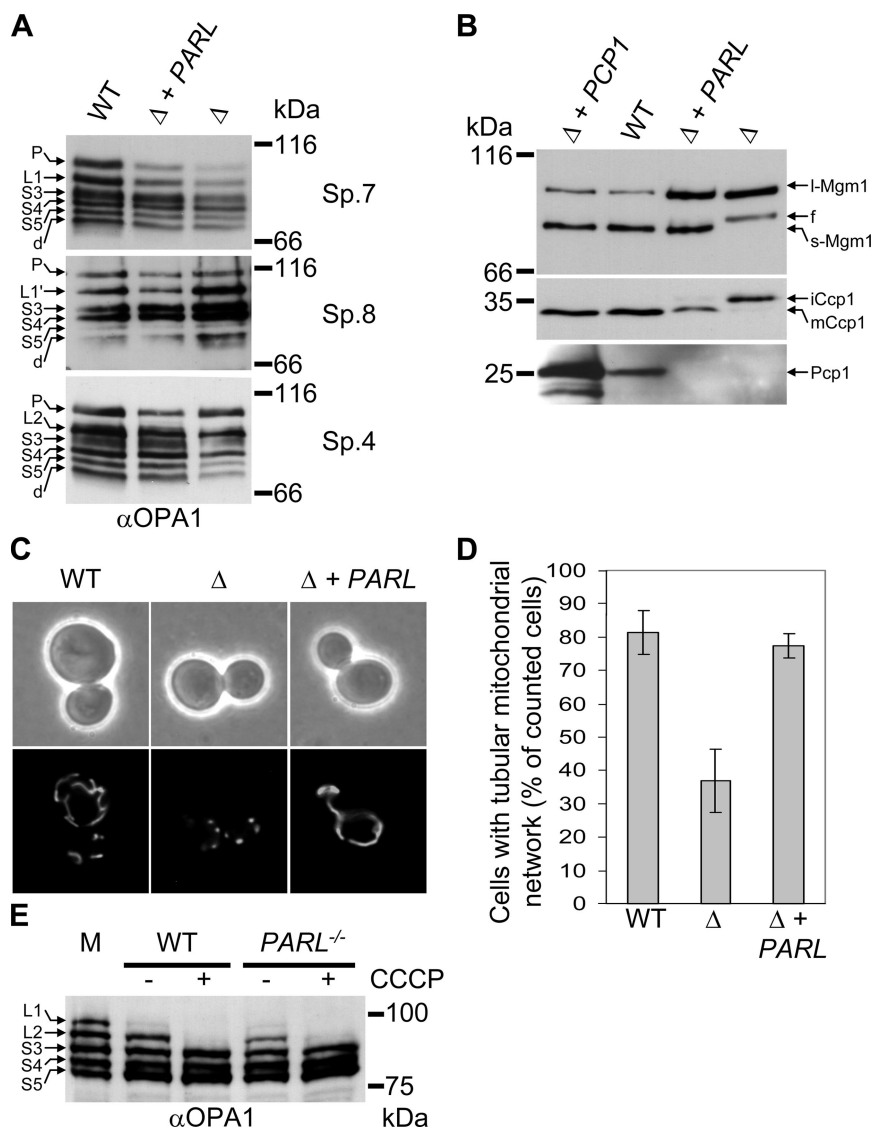 A
WT
Δ + PARL
Δ
kDa
P
L1
S3
S4
S5
d
116
66
Sp.7
P
L1'
S3
S4
S5
d
116
66
Sp.8
P
L2
S3
S4
S5
d
116
66
Sp.4
αOPA1
B
Δ + PCP1
WT
Δ + PARL
Δ
kDa
116
66
35
25
l-Mgm1
f
s-Mgm1
iCcp1
mCcp1
Pcp1
C
WT
Δ
Δ + PARL
D
Cells with tubular mitochondrial
network (% of counted cells)
100
90
80
70
60
50
40
30
20
10
0
WT
Δ
Δ +
PARL
E
M
WT
PARL-/-
-
+
-
+
CCCP
L1
L2
S3
S4
S5
100
75
αOPA1
kDa